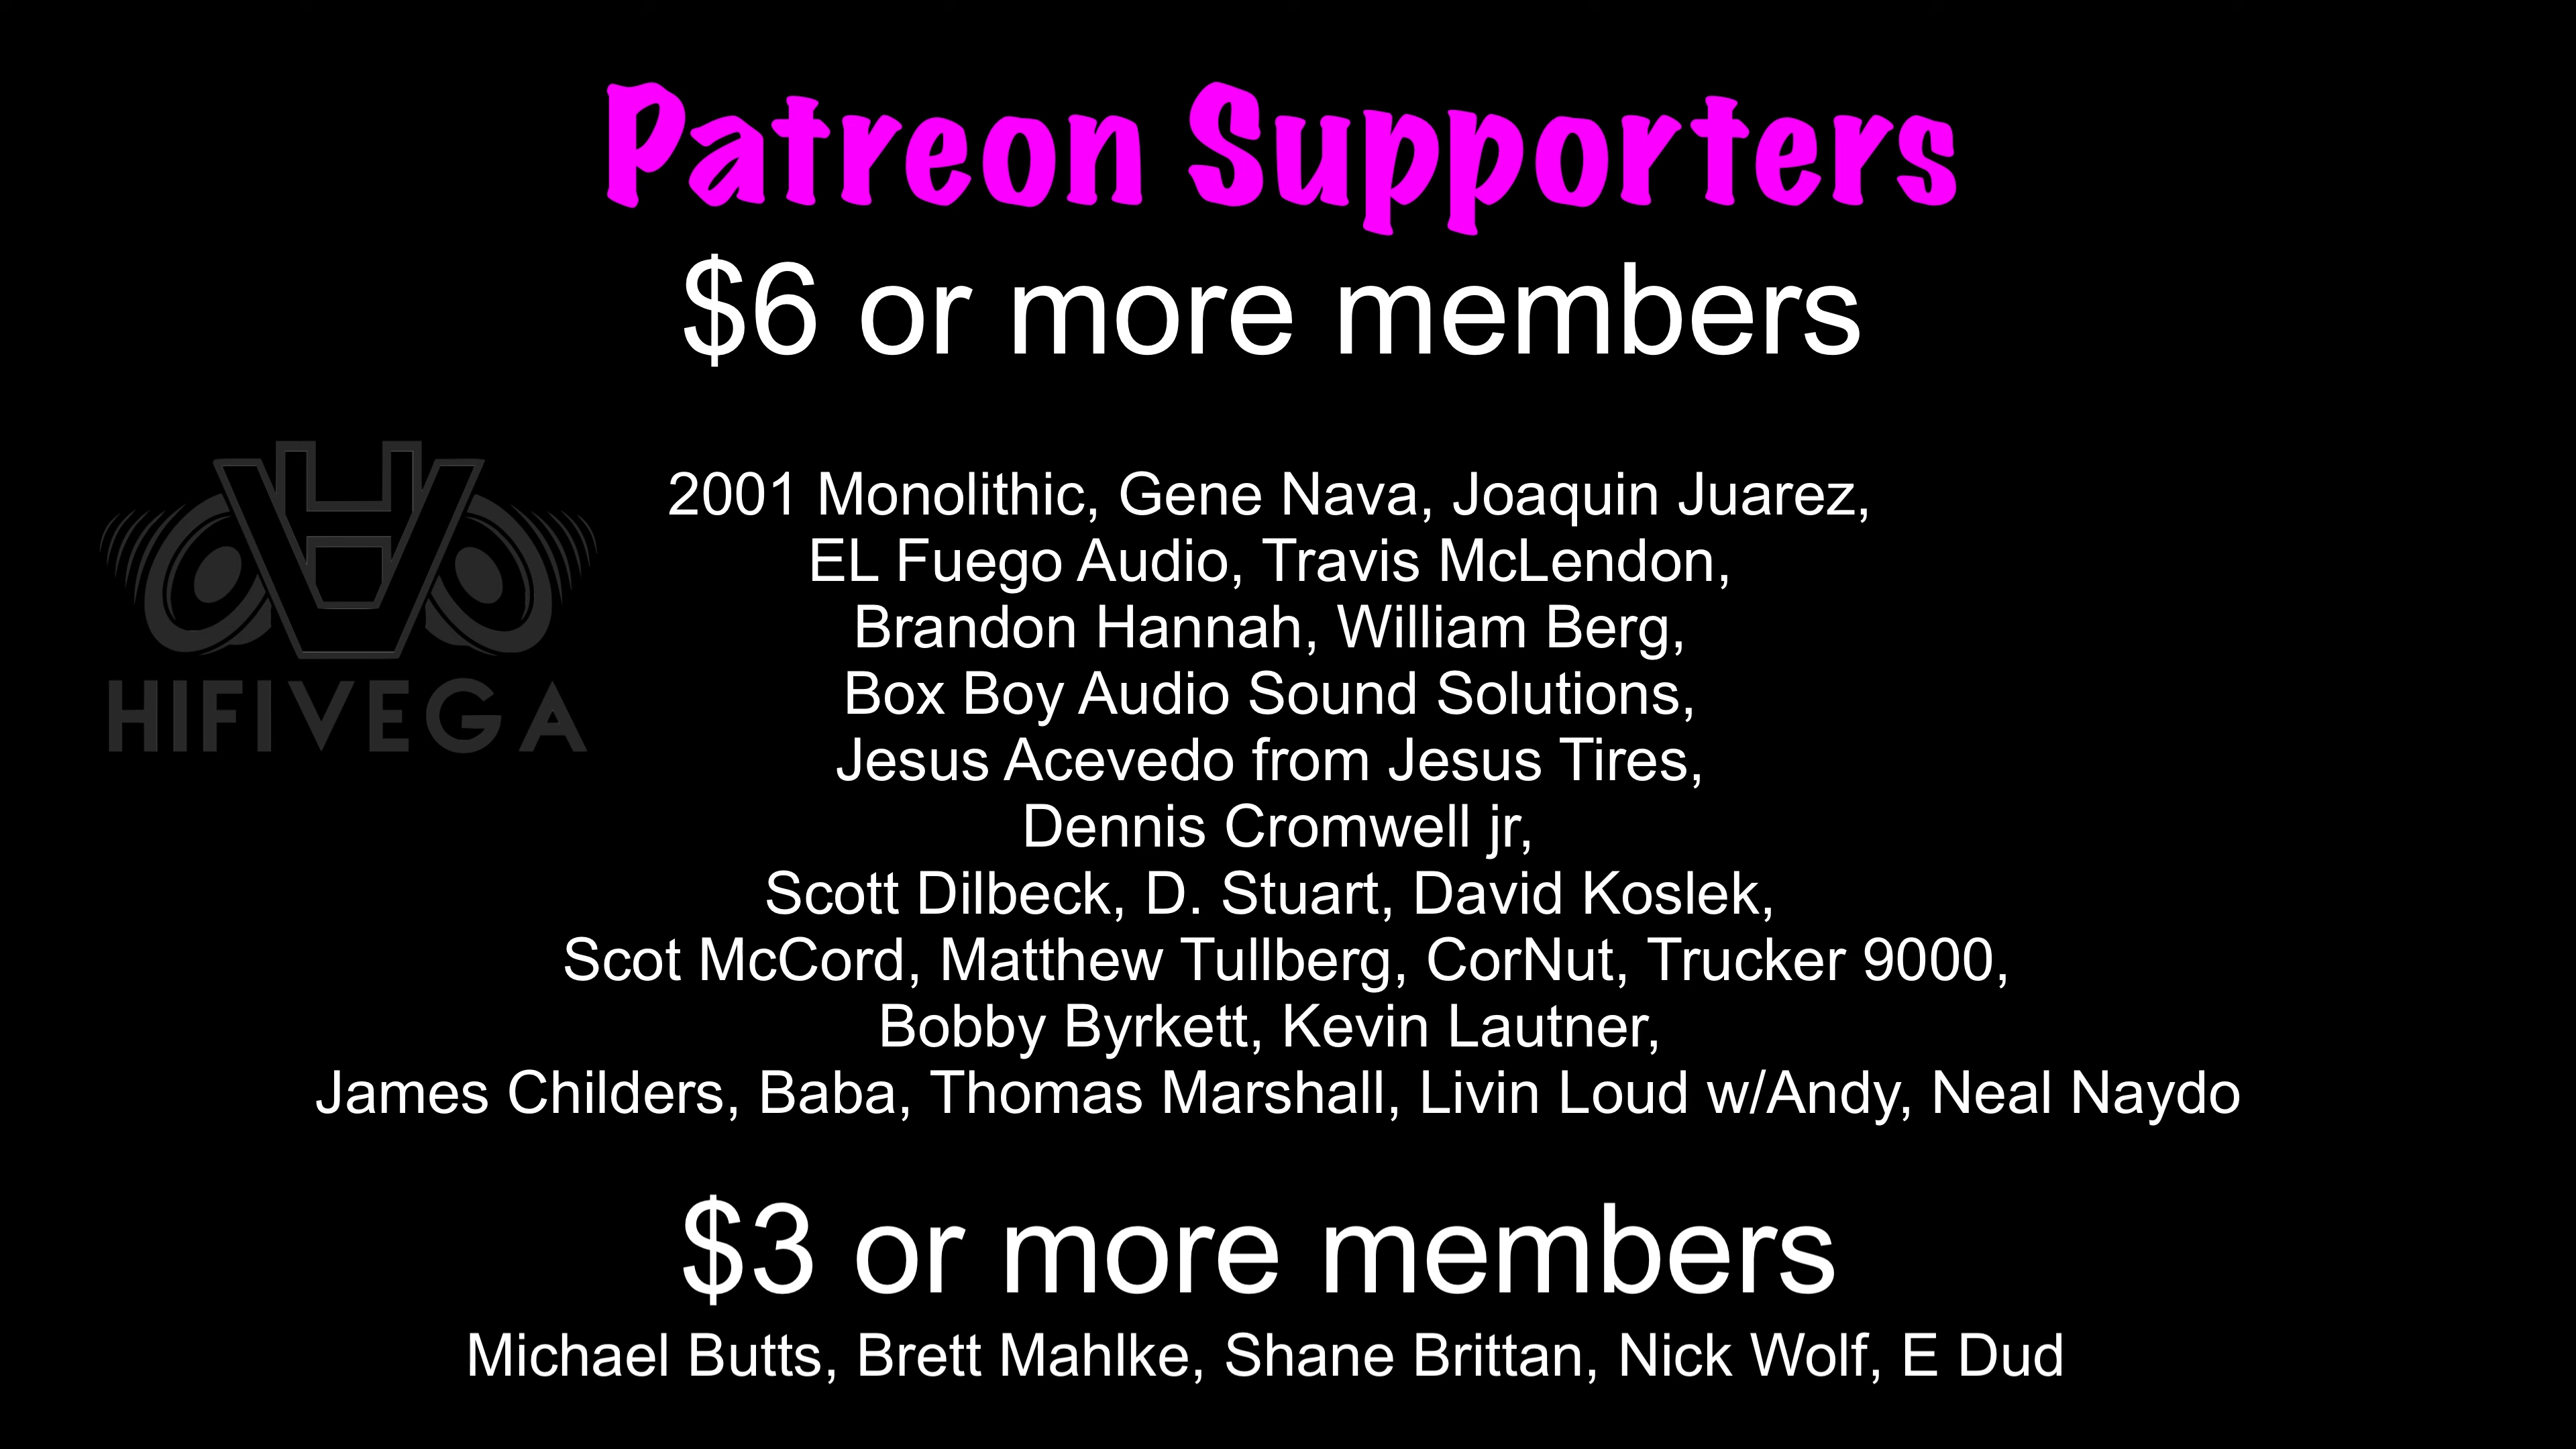 Patreon Supporters
$6 or more members
2001 Monolithic, Gene Nava, Joaquin Juarez,
EL Fuego Audio, Travis McLendon,
Brandon Hannah, William Berg,
Box Boy Audio Sound Solutions,
Jesus Acevedo from Jesus Tires,
Dennis Cromwell jr,
Scott Dilbeck, D. Stuart, David Koslek,
Scot McCord, Matthew Tullberg, CorNut, Trucker 9000,
Bobby Byrkett, Kevin Lautner,
James Childers, Baba, Thomas Marshall, Livin Loud w/Andy, Neal Naydo
HIFIVEGA
$3 or more members
Michael Butts, Brett Mahlke, Shane Brittan, Nick Wolf, E Dud